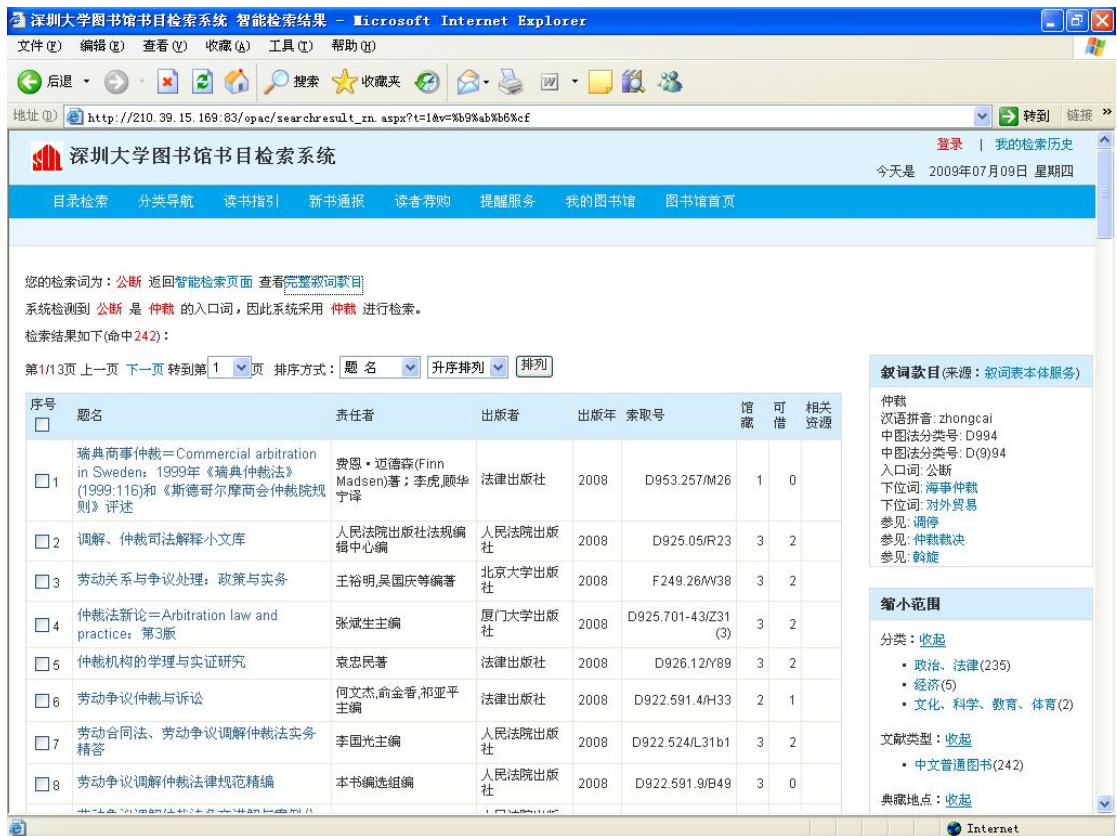 深圳大学图书馆书目检索系统 智能检索结果 - Microsoft Internet Explorer
文件(F) 编辑(E) 查看(V) 收藏(A) 工具(T) 帮助(H)
后退 搜索 收藏夹
地址(D) http://210.39.15.169:83/opac/searchresult_zn.aspx?t=1&v=%b9%ab%b6%cf 转到 链接 »
登录 | 我的检索历史
深圳大学图书馆书目检索系统
今天是 2009年07月09日 星期四
目录检索 分类导航 读书指引 新书通报 读者荐购 提醒服务 我的图书馆 图书馆首页
您的检索词为：公断 返回智能检索页面 查看完整叙词款目
系统检测到 公断 是 仲裁 的入口词，因此系统采用 仲裁 进行检索。
检索结果如下(命中242)：
第1/13页 上一页 下一页 转到第 1 页 排序方式： 题 名 升序排列 排列
序号 题名 责任者 出版者 出版年 索取号 馆藏 可借 相关资源
1 瑞典商事仲裁＝Commercial arbitration
in Sweden：1999年《瑞典仲裁法》
(1999:116)和《斯德哥尔摩商会仲裁院规
则》评述
费恩·迈德森(Finn
Madsen)著；李虎,顾华
宁译
法律出版社 2008 D953.257/M26 1 0
2 调解、仲裁司法解释小文库 人民法院出版社法规编
辑中心编
人民法院出版
社
2008 D925.05/R23 3 2
3 劳动关系与争议处理：政策与实务 王裕明,吴国庆等编著 北京大学出版
社
2008 F249.26/W38 3 2
4 仲裁法新论＝Arbitration law and
practice：第3版
张斌生主编 厦门大学出版
社
2008 D925.701-43/Z31
(3)
3 2
5 仲裁机构的学理与实证研究 袁忠民著 法律出版社 2008 D926.12/Y89 3 2
6 劳动争议仲裁与诉讼 何文杰,俞金香,祁亚平
主编
法律出版社 2008 D922.591.4/H33 2 1
7 劳动合同法、劳动争议调解仲裁法实务
精答
李国光主编 人民法院出版
社
2008 D922.524/L31b1 3 2
8 劳动争议调解仲裁法律规范精编 本书编选组编 人民法院出版
社
2008 D922.591.9/B49 3 0
叙词款目(来源：叙词表本体服务)
仲裁
汉语拼音: zhongcai
中图法分类号: D994
中图法分类号: D(9)94
入口词: 公断
下位词: 海事仲裁
下位词: 对外贸易
参见: 调停
参见: 仲裁裁决
参见: 斡旋
缩小范围
分类：收起
• 政治、法律(235)
• 经济(5)
• 文化、科学、教育、体育(2)
文献类型：收起
• 中文普通图书(242)
典藏地点：收起
Internet